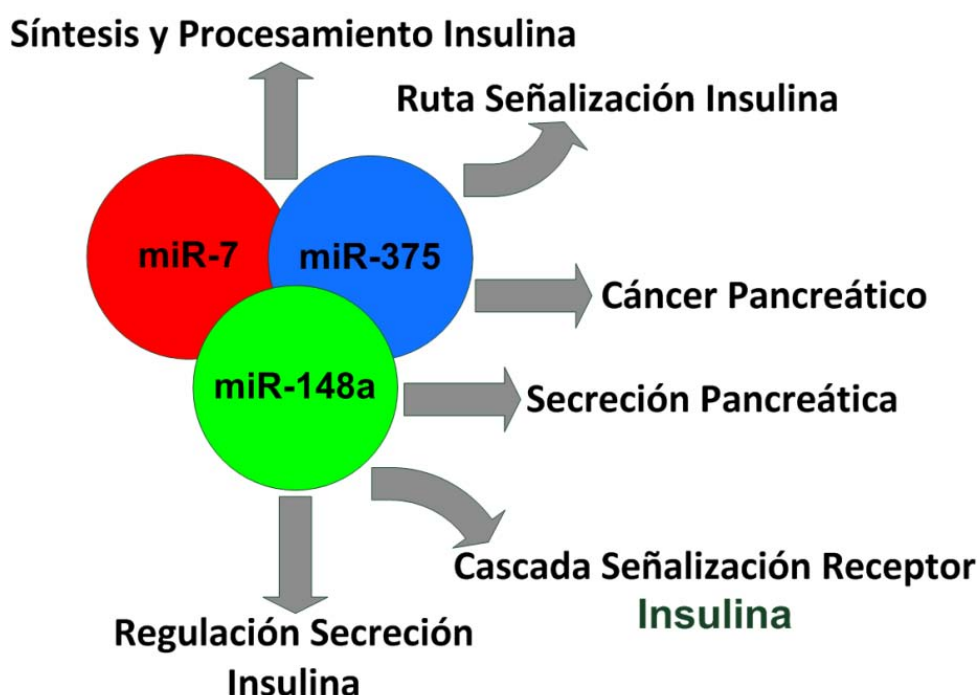 Síntesis y Procesamiento Insulina
Ruta Señalización Insulina
miR-7
miR-375
Cáncer Pancreático
miR-148a
Secreción Pancreática
Cascada Señalización Receptor
Insulina
Regulación Secreción
Insulina